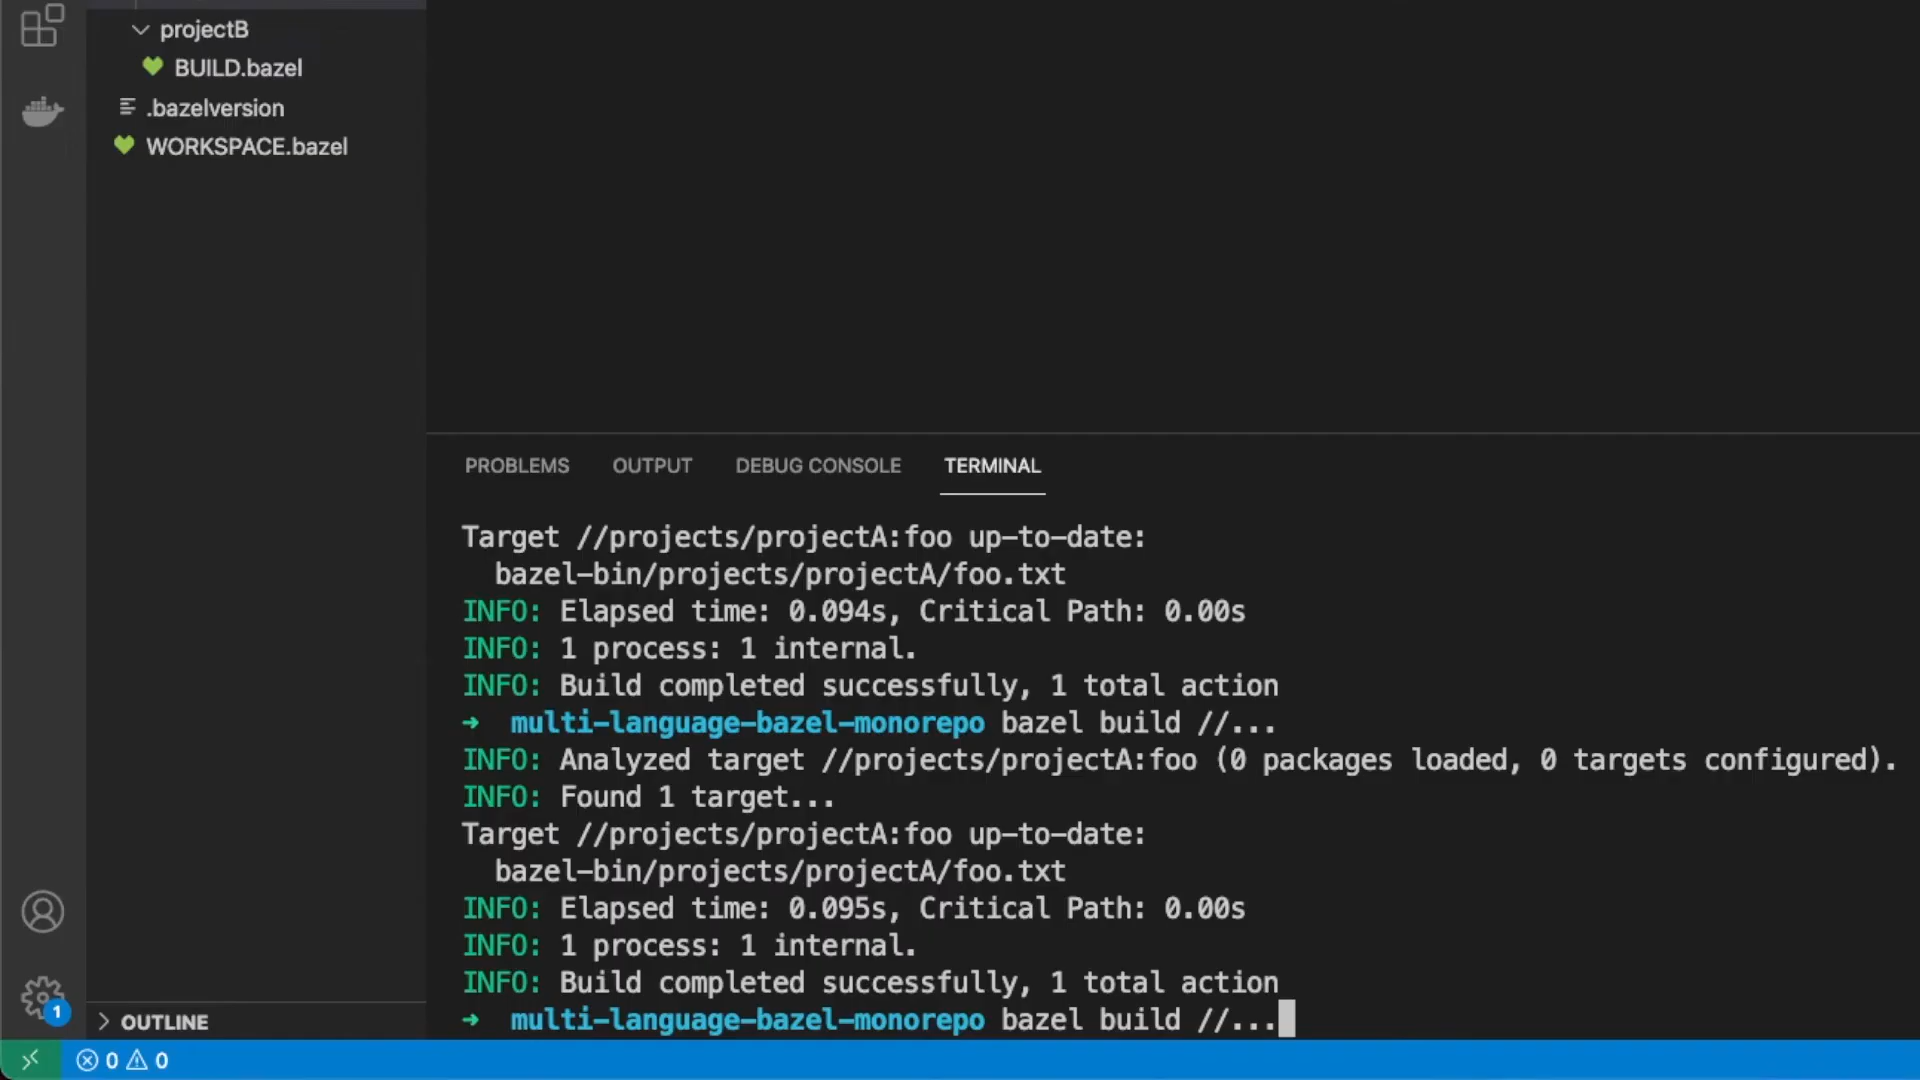 projectB
BUILD.bazel
.bazelversion
WORKSPACE.bazel
PROBLEMS OUTPUT DEBUG CONSOLE TERMINAL
Target //projects/projectA:foo up-to-date:
bazel-bin/projects/projectA/foo.txt
INFO: Elapsed time: 0.094s, Critical Path: 0.00s
INFO: 1 process: 1 internal.
INFO: Build completed successfully, 1 total action
➜ multi-language-bazel-monorepo bazel build //...
INFO: Analyzed target //projects/projectA:foo (0 packages loaded, 0 targets configured).
INFO: Found 1 target...
Target //projects/projectA:foo up-to-date:
bazel-bin/projects/projectA/foo.txt
INFO: Elapsed time: 0.095s, Critical Path: 0.00s
INFO: 1 process: 1 internal.
INFO: Build completed successfully, 1 total action
➜ multi-language-bazel-monorepo bazel build //...
1
OUTLINE
0 0